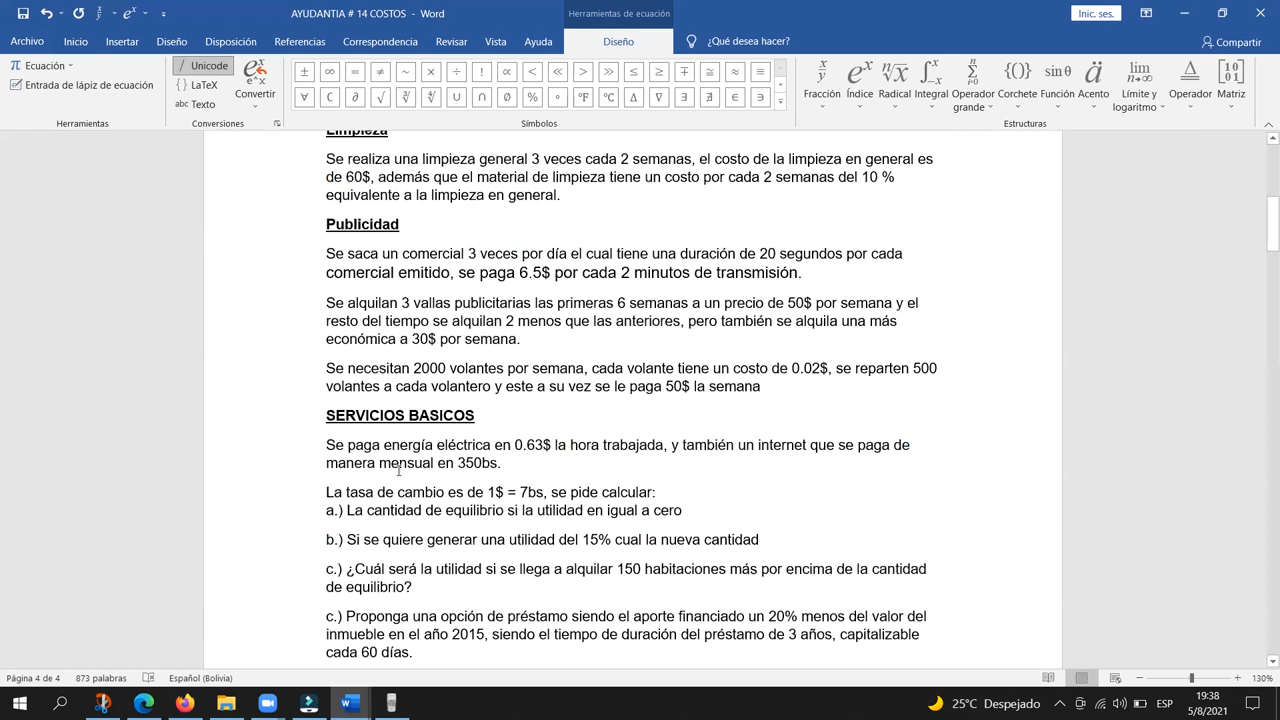 AYUDANTIA # 14 COSTOS - Word
Herramientas de ecuación
Inic. ses.
Archivo Inicio Insertar Diseño Disposición Referencias Correspondencia Revisar Vista Ayuda Diseño ¿Qué desea hacer? Compartir
Ecuación
Entrada de lápiz de ecuación
Herramientas
Unicode
LaTeX
abc Texto
Convertir
Conversiones
± ∞ = ≠ ~ × ÷ ! ∝ < ≪ > ≫ ≤ ≥ ∓ ≅ ≈ ≡
∀ ∁ ∂ √ ∛ ∜ ∪ ∩ ∅ % ° °F °C ∆ ∇ ∃ ∄ ∈ ∋
Símbolos
Fracción Índice Radical Integral Operador grande Corchete Función Acento Límite y logaritmo Operador Matriz
Estructuras
Limpieza
Se realiza una limpieza general 3 veces cada 2 semanas, el costo de la limpieza en general es
de 60$, además que el material de limpieza tiene un costo por cada 2 semanas del 10 %
equivalente a la limpieza en general.
Publicidad
Se saca un comercial 3 veces por día el cual tiene una duración de 20 segundos por cada
comercial emitido, se paga 6.5$ por cada 2 minutos de transmisión.
Se alquilan 3 vallas publicitarias las primeras 6 semanas a un precio de 50$ por semana y el
resto del tiempo se alquilan 2 menos que las anteriores, pero también se alquila una más
económica a 30$ por semana.
Se necesitan 2000 volantes por semana, cada volante tiene un costo de 0.02$, se reparten 500
volantes a cada volantero y este a su vez se le paga 50$ la semana
SERVICIOS BASICOS
Se paga energía eléctrica en 0.63$ la hora trabajada, y también un internet que se paga de
manera mensual en 350bs.
La tasa de cambio es de 1$ = 7bs, se pide calcular:
a.) La cantidad de equilibrio si la utilidad en igual a cero
b.) Si se quiere generar una utilidad del 15% cual la nueva cantidad
c.) ¿Cuál será la utilidad si se llega a alquilar 150 habitaciones más por encima de la cantidad
de equilibrio?
c.) Proponga una opción de préstamo siendo el aporte financiado un 20% menos del valor del
inmueble en el año 2015, siendo el tiempo de duración del préstamo de 3 años, capitalizable
cada 60 días.
Página 4 de 4 873 palabras Español (Bolivia) 130%
25°C Despejado ESP 19:38
5/8/2021